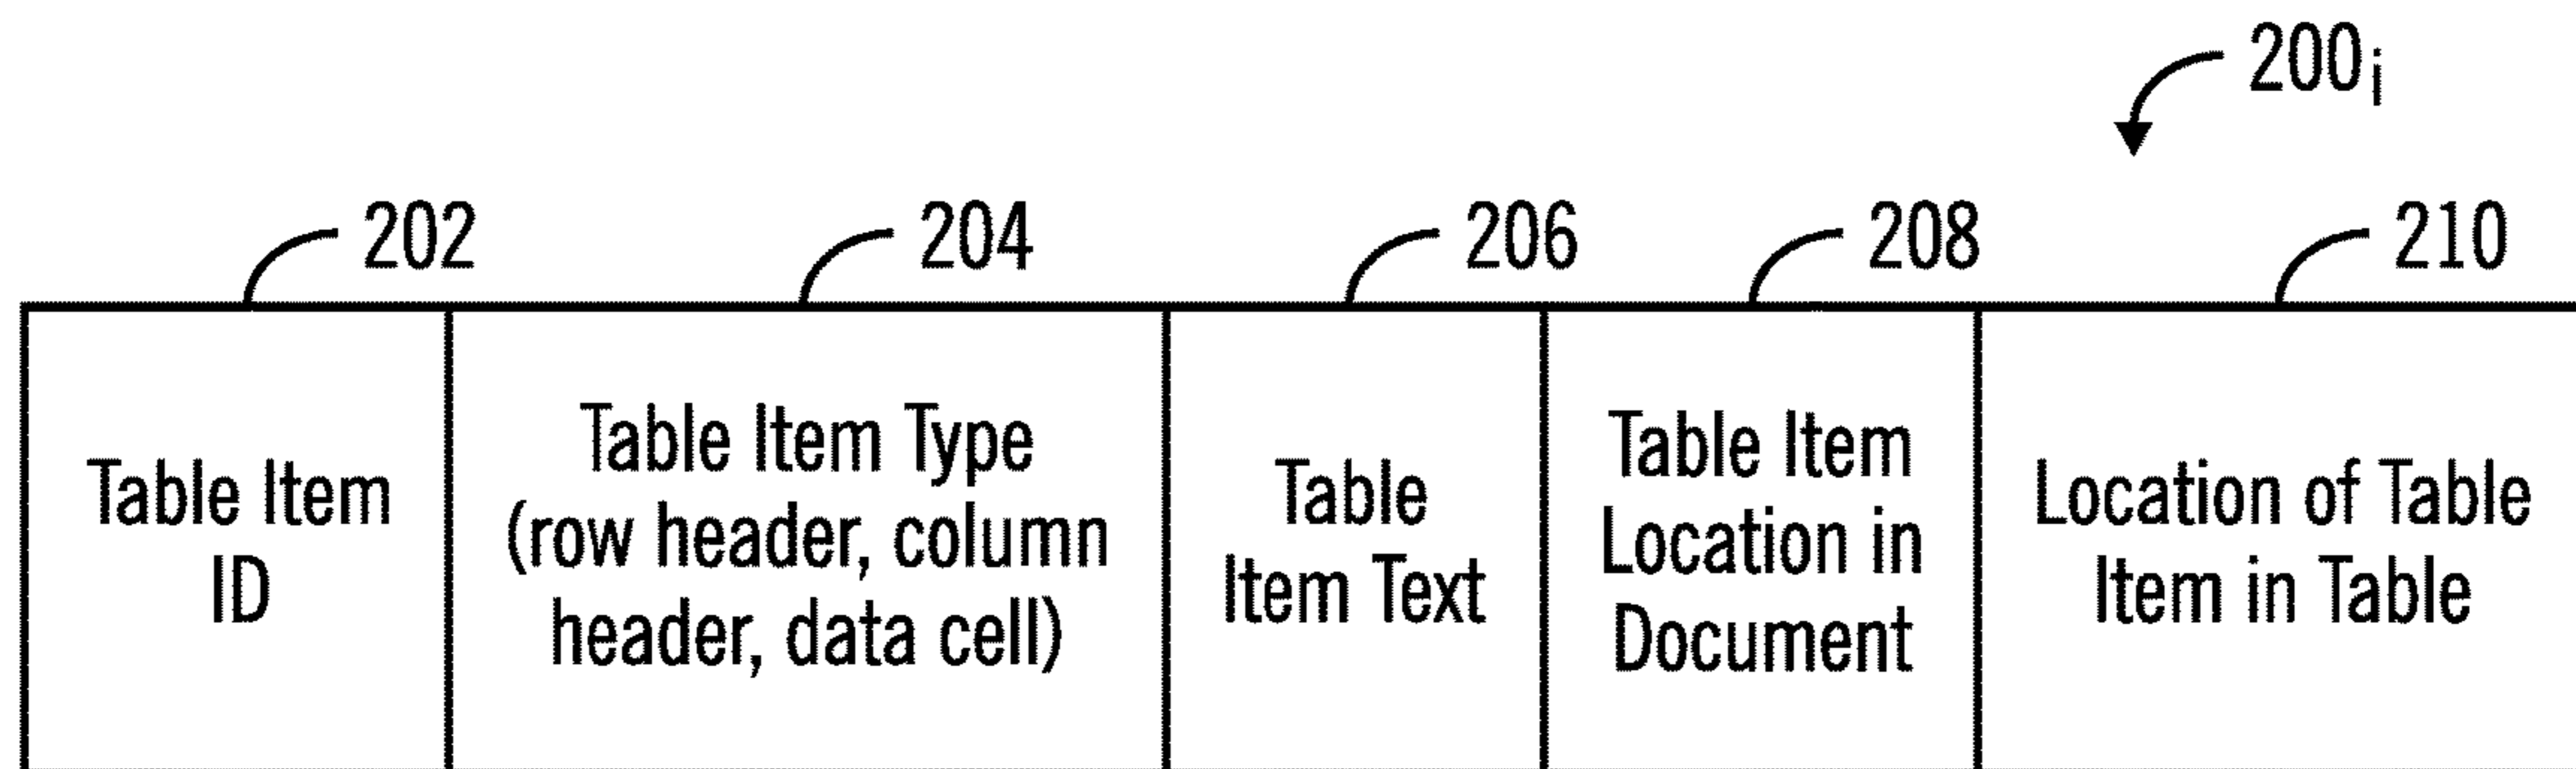 200i
202
204
206
208
210
Table Item
ID
Table Item Type
(row header, column
header, data cell)
Table
Item Text
Table Item
Location in
Document
Location of Table
Item in Table